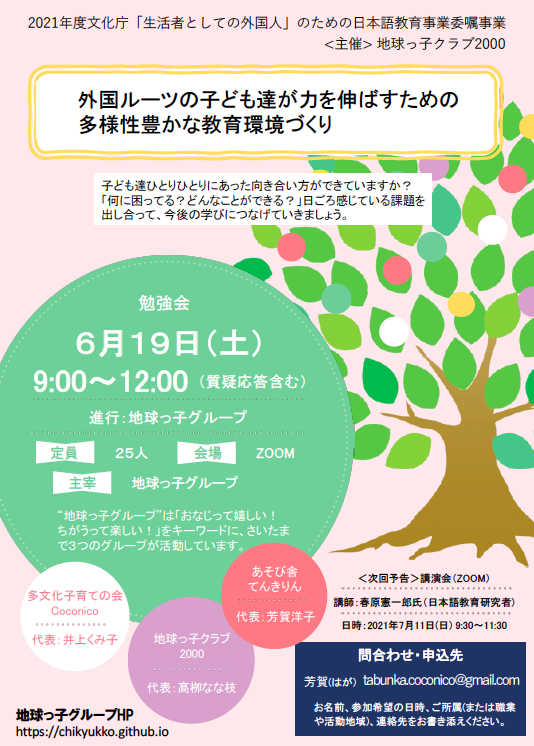 2021年度文化庁「生活者としての外国人」のための日本語教育事業委嘱事業
<主催> 地球っ子クラブ2000
外国ルーツの子ども達が力を伸ばすための
多様性豊かな教育環境づくり
子ども達ひとりひとりにあった向き合い方ができていますか?
「何に困ってる?どんなことができる?」日ごろ感じている課題を
出し合って、今後の学びにつなげていきましょう。
勉強会
6月19日(土)
9:00~12:00 (質疑応答含む)
進行:地球っ子グループ
定員 25人 会場 ZOOM
主宰 地球っ子グループ
“地球っ子グループ”は「おなじって嬉しい!
ちがうって楽しい!」をキーワードに、さいたま
で3つのグループが活動しています。
あそび舎
てんきりん
代表:芳賀洋子
多文化子育ての会
Coconico
代表:井上くみ子
地球っ子クラブ
2000
代表:髙栁なな枝
<次回予告>講演会(ZOOM)
講師:春原憲一郎氏(日本語教育研究者)
日時:2021年7月11日(日) 9:30~11:30
問合わせ・申込先
芳賀(はが) tabunka.coconico@gmail.com
お名前、参加希望の日時、ご所属(または職業
や活動地域)、連絡先をお書き添えください。
地球っ子グループHP
https://chikyukko.github.io